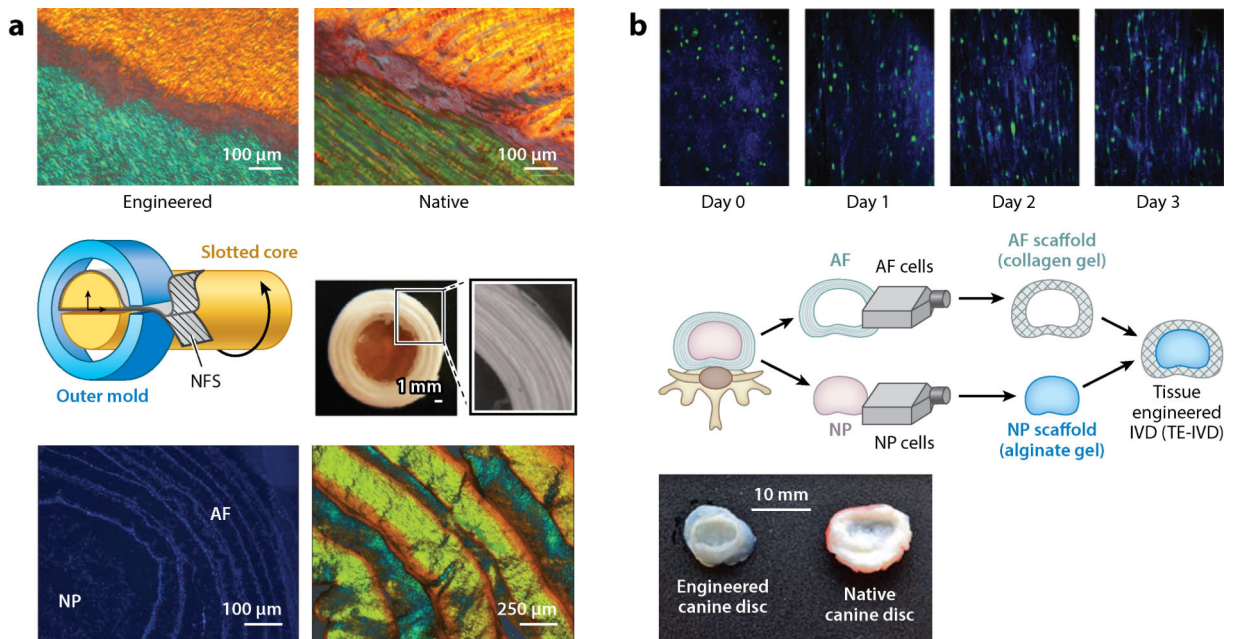 a
100 µm
100 µm
Engineered
Native
Slotted core
NFS
Outer mold
1 mm
AF
NP
100 µm
250 µm
b
Day 0
Day 1
Day 2
Day 3
AF
AF cells
AF scaffold
(collagen gel)
NP
NP cells
NP scaffold
(alginate gel)
Tissue
engineered
IVD (TE-IVD)
10 mm
Engineered
canine disc
Native
canine disc